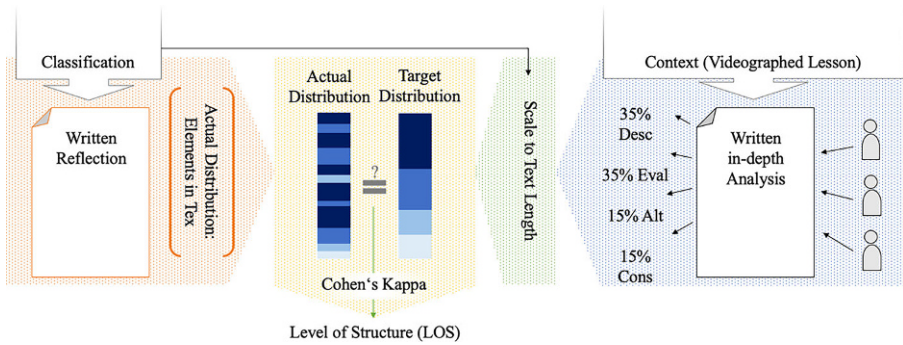 Classification
Written
Reflection
Actual Distribution:
Elements in Tex
Actual
Distribution
Target
Distribution
?
Cohen‘s Kappa
Level of Structure (LOS)
Scale to Text Length
Context (Videographed Lesson)
35%
Desc
35% Eval
15% Alt
15%
Cons
Written
in-depth
Analysis